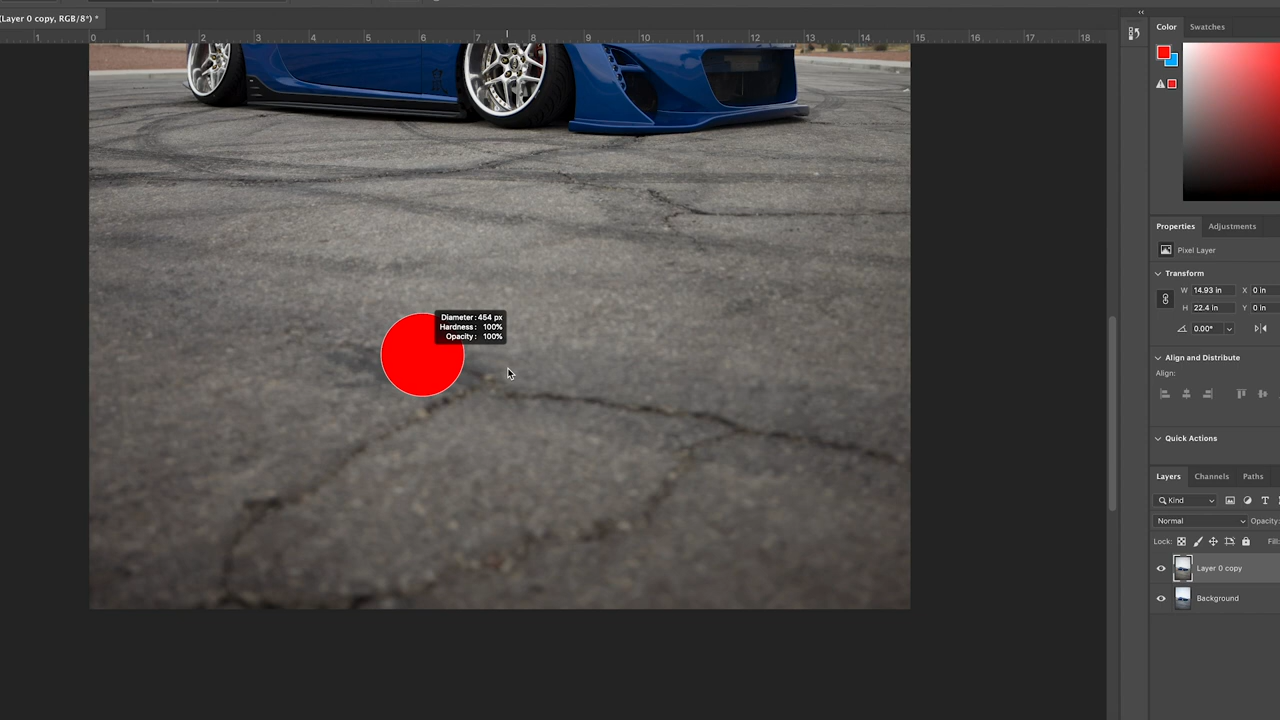 (Layer 0 copy, RGB/8*) *
1 0 1 2 3 4 5 6 7 8 9 10 11 12 13 14 15 16 17 18
Color Swatches
Properties Adjustments
Pixel Layer
Transform
W 14.93 in X 0 in
H 22.4 in Y 0 in
0.00°
Align and Distribute
Align:
Quick Actions
Layers Channels Paths
Kind
Normal Opacity:
Lock: Fill:
Layer 0 copy
Background
Diameter: 454 px
Hardness: 100%
Opacity: 100%